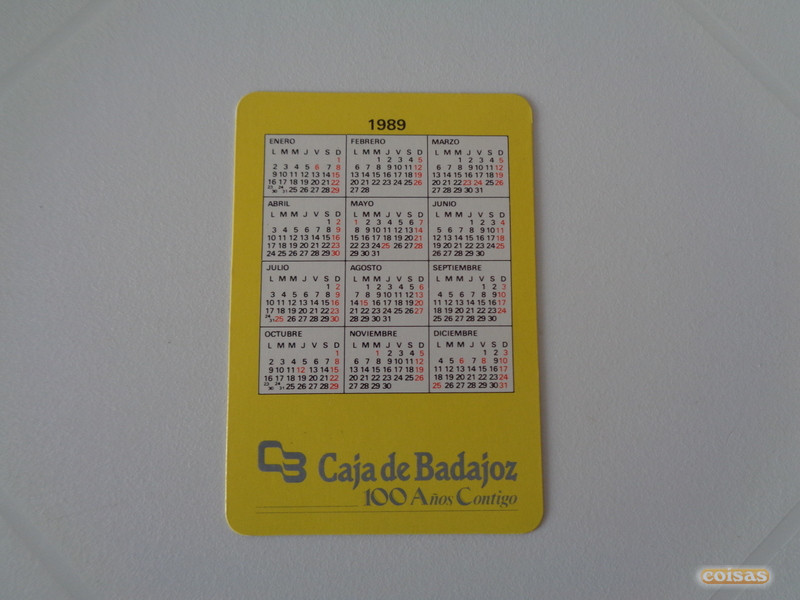 1989
ENERO FEBRERO MARZO
L M M J V S D L M M J V S D L M M J V S D
1 1 2 3 4 5 1 2 3 4 5
2 3 4 5 6 7 8 6 7 8 9 10 11 12 6 7 8 9 10 11 12
9 10 11 12 13 14 15 13 14 15 16 17 18 19 13 14 15 16 17 18 19
16 17 18 19 20 21 22 20 21 22 23 24 25 26 20 21 22 23 24 25 26
23/30 24/31 25 26 27 28 29 27 28 27 28 29 30 31
ABRIL MAYO JUNIO
L M M J V S D L M M J V S D L M M J V S D
1 2 1 2 3 4 5 6 7 1 2 3 4
3 4 5 6 7 8 9 8 9 10 11 12 13 14 5 6 7 8 9 10 11
10 11 12 13 14 15 16 15 16 17 18 19 20 21 12 13 14 15 16 17 18
17 18 19 20 21 22 23 22 23 24 25 26 27 28 19 20 21 22 23 24 25
24 25 26 27 28 29 30 29 30 31 26 27 28 29 30
JULIO AGOSTO SEPTIEMBRE
L M M J V S D L M M J V S D L M M J V S D
1 2 1 2 3 4 5 6 1 2 3
3 4 5 6 7 8 9 7 8 9 10 11 12 13 4 5 6 7 8 9 10
10 11 12 13 14 15 16 14 15 16 17 18 19 20 11 12 13 14 15 16 17
17 18 19 20 21 22 23 21 22 23 24 25 26 27 18 19 20 21 22 23 24
24/31 25 26 27 28 29 30 28 29 30 31 25 26 27 28 29 30
OCTUBRE NOVIEMBRE DICIEMBRE
L M M J V S D L M M J V S D L M M J V S D
1 1 2 3 4 5 1 2 3
2 3 4 5 6 7 8 6 7 8 9 10 11 12 4 5 6 7 8 9 10
9 10 11 12 13 14 15 13 14 15 16 17 18 19 11 12 13 14 15 16 17
16 17 18 19 20 21 22 20 21 22 23 24 25 26 18 19 20 21 22 23 24
23/30 24/31 25 26 27 28 29 27 28 29 30 25 26 27 28 29 30 31
CB Caja de Badajoz
100 Años Contigo
coisas